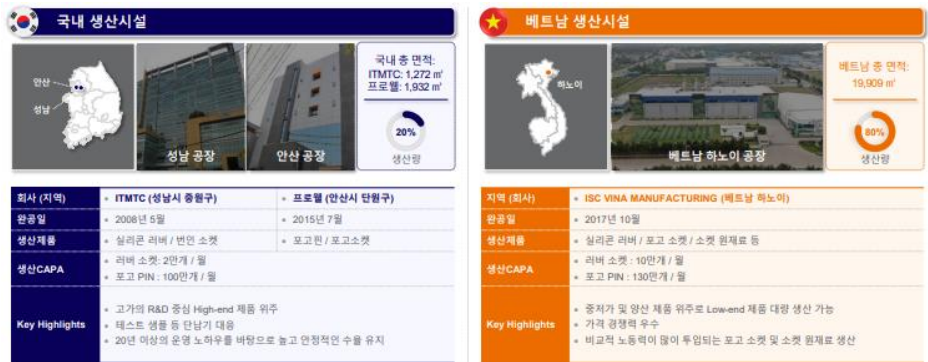 국내 생산시설
안산
성남
성남 공장
안산 공장
국내 총 면적:
ITMTC: 1,272 ㎡
프로웰: 1,932 ㎡
20%
생산량
회사 (지역)
• ITMTC (성남시 중원구)
• 프로웰 (안산시 단원구)
완공일
• 2008년 5월
• 2015년 7월
생산제품
• 실리콘 러버 / 번인 소켓
• 포고핀 / 포고소켓
생산CAPA
• 러버 소켓: 2만개 / 월
• 포고 PIN : 100만개 / 월
Key Highlights
• 고가의 R&D 중심 High-end 제품 위주
• 테스트 샘플 등 단납기 대응
• 20년 이상의 운영 노하우를 바탕으로 높고 안정적인 수율 유지
베트남 생산시설
하노이
베트남 하노이 공장
베트남 총 면적:
19,909 ㎡
80%
생산량
지역 (회사)
• ISC VINA MANUFACTURING (베트남 하노이)
완공일
• 2017년 10월
생산제품
• 실리콘 러버 / 포고 소켓 / 소켓 원재료 등
생산CAPA
• 러버 소켓 : 10만개 / 월
• 포고 PIN : 130만개 / 월
Key Highlights
• 중저가 및 양산 제품 위주로 Low-end 제품 대량 생산 가능
• 가격 경쟁력 우수
• 비교적 노동력이 많이 투입되는 포고 소켓 및 소켓 원재료 생산